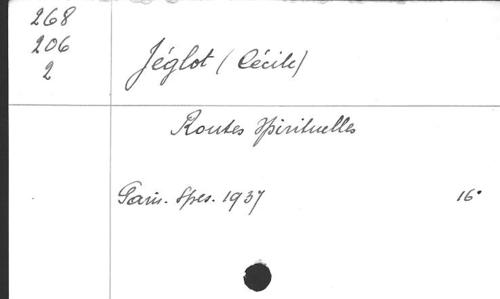 268
206
2
Jéglot (Cécile)
Routes Spirituelles
Paris. Spes. 1937 16°